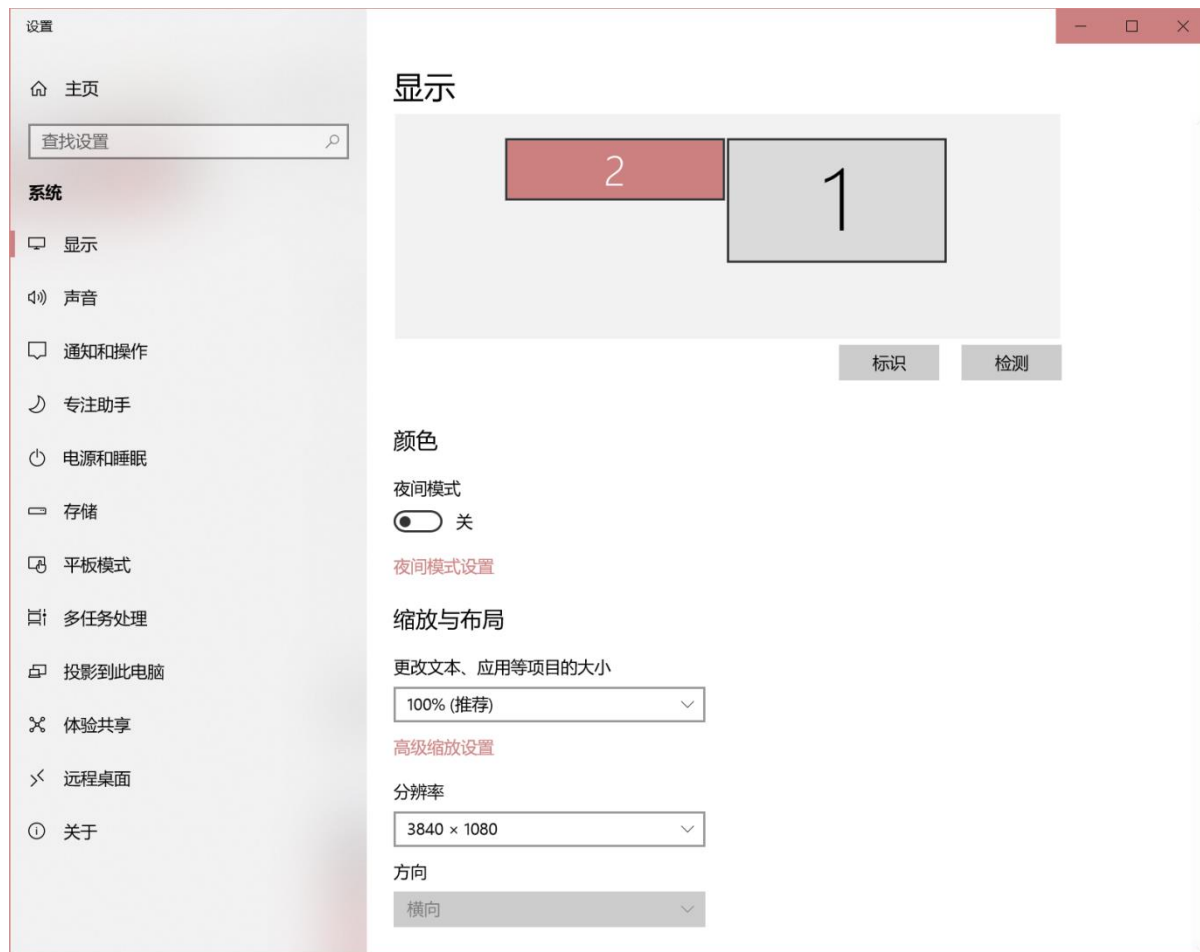 设置
主页
查找设置
系统
显示
声音
通知和操作
专注助手
电源和睡眠
存储
平板模式
多任务处理
投影到此电脑
体验共享
远程桌面
关于
显示
2
1
标识
检测
颜色
夜间模式
关
夜间模式设置
缩放与布局
更改文本、应用等项目的大小
100% (推荐)
高级缩放设置
分辨率
3840 × 1080
方向
横向